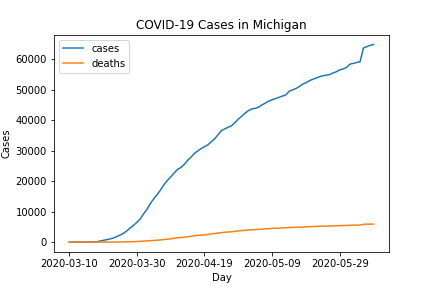 COVID-19 Cases in Michigan
cases
deaths
60000
50000
40000
30000
20000
10000
0
Cases
2020-03-10 2020-03-30 2020-04-19 2020-05-09 2020-05-29
Day